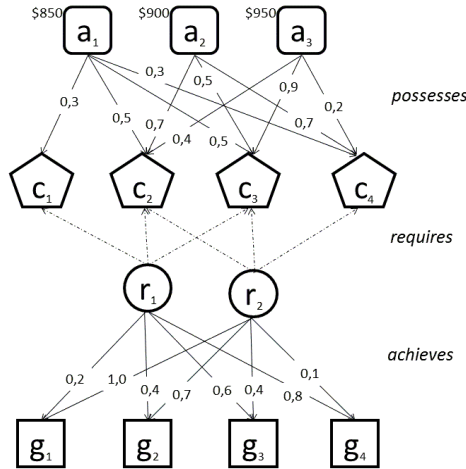 $850 $900 $950
a1 a2 a3
0,3
0,5 0,9
0,3 0,2
0,5 0,7 0,4 0,5 0,7
possesses
c1 c2 c3 c4
requires
r1 r2
achieves
0,1
0,2 1,0 0,4 0,7 0,6 0,4 0,8
g1 g2 g3 g4